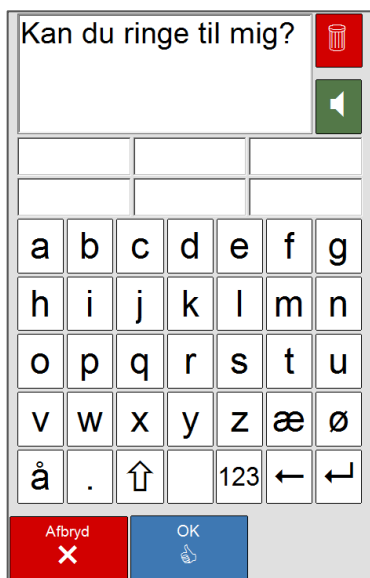 Kan du ringe til mig?
a b c d e f g
h i j k l m n
o p q r s t u
v w x y z æ ø
å . 123
Afbryd OK